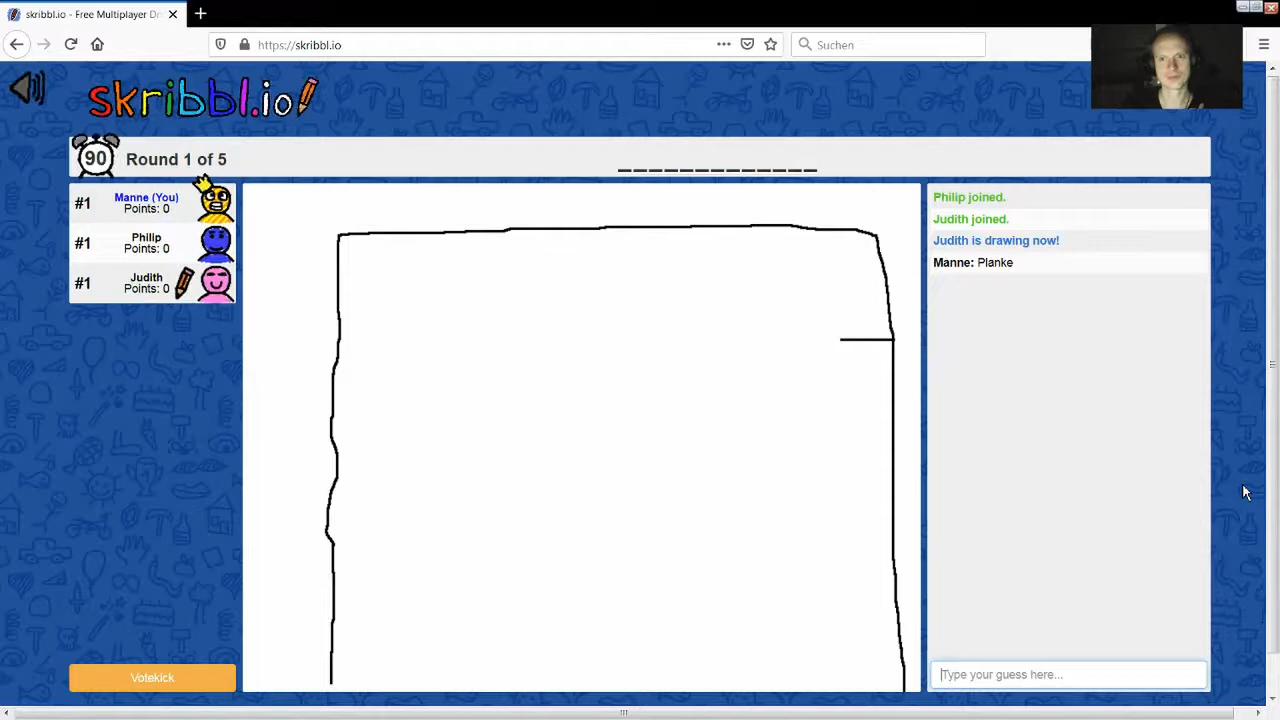 skribbl.io - Free Multiplayer Dr
https://skribbl.io
Suchen
skribbl.io
90
Round 1 of 5
_ _ _ _ _ _ _ _ _ _ _ _ _
#1
Manne (You)
Points: 0
#1
Philip
Points: 0
#1
Judith
Points: 0
Philip joined.
Judith joined.
Judith is drawing now!
Manne: Planke
Votekick
Type your guess here...